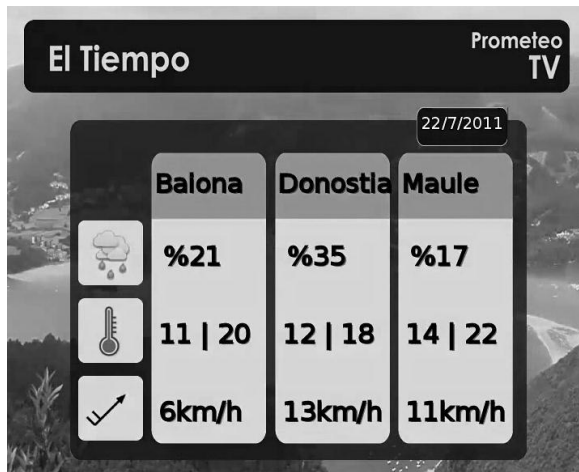 El Tiempo
Prometeo
TV
22/7/2011
Baiona Donostia Maule
%21 %35 %17
11 | 20 12 | 18 14 | 22
6km/h 13km/h 11km/h